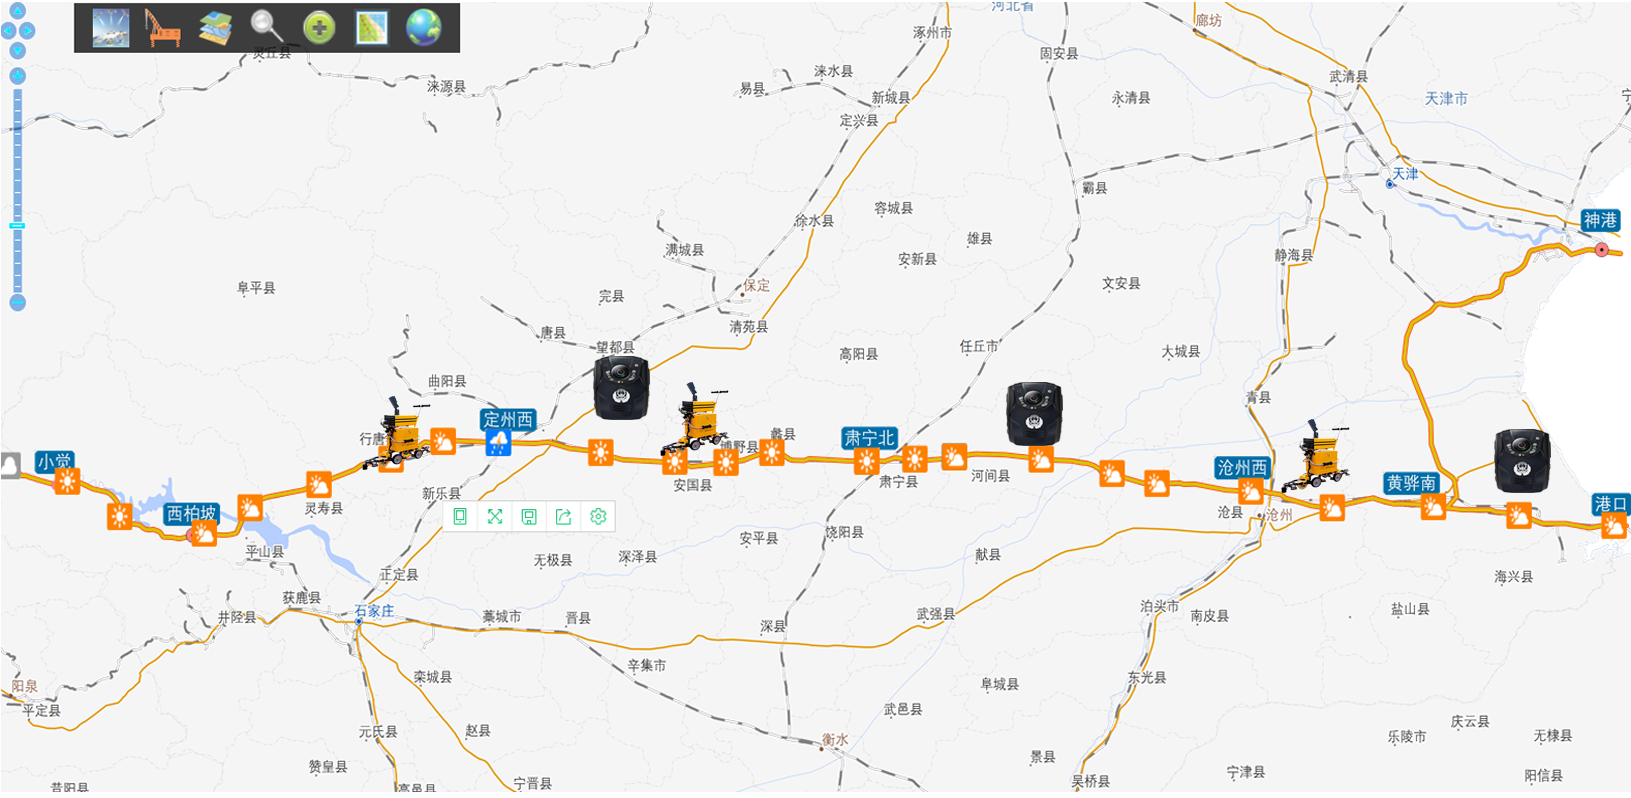 河北省
廊坊
涿州市
固安县
灵丘县
涞水县
武清县
涞源县
易县
新城县
永清县
天津市
宁
定兴县
天津
霸县
容城县
徐水县
神港
雄县
满城县
静海县
安新县
保定
文安县
阜平县
完县
清苑县
唐县
望都县
任丘市
高阳县
大城县
曲阳县
青县
定州西
行唐
蠡县
肃宁北
博野县
小觉
沧州西
河间县
肃宁县
安国县
黄骅南
新乐县
港口
灵寿县
西柏坡
沧县
沧州
饶阳县
安平县
平山县
献县
深泽县
无极县
正定县
海兴县
获鹿县
泊头市
盐山县
石家庄
井陉县
藁城市
晋县
武强县
南皮县
深县
辛集市
栾城县
东光县
阜城县
阳泉
平定县
武邑县
庆云县
元氏县
赵县
乐陵市
无棣县
衡水
景县
赞皇县
宁津县
阳信县
吴桥县
宁晋县
高邑县
昔阳县